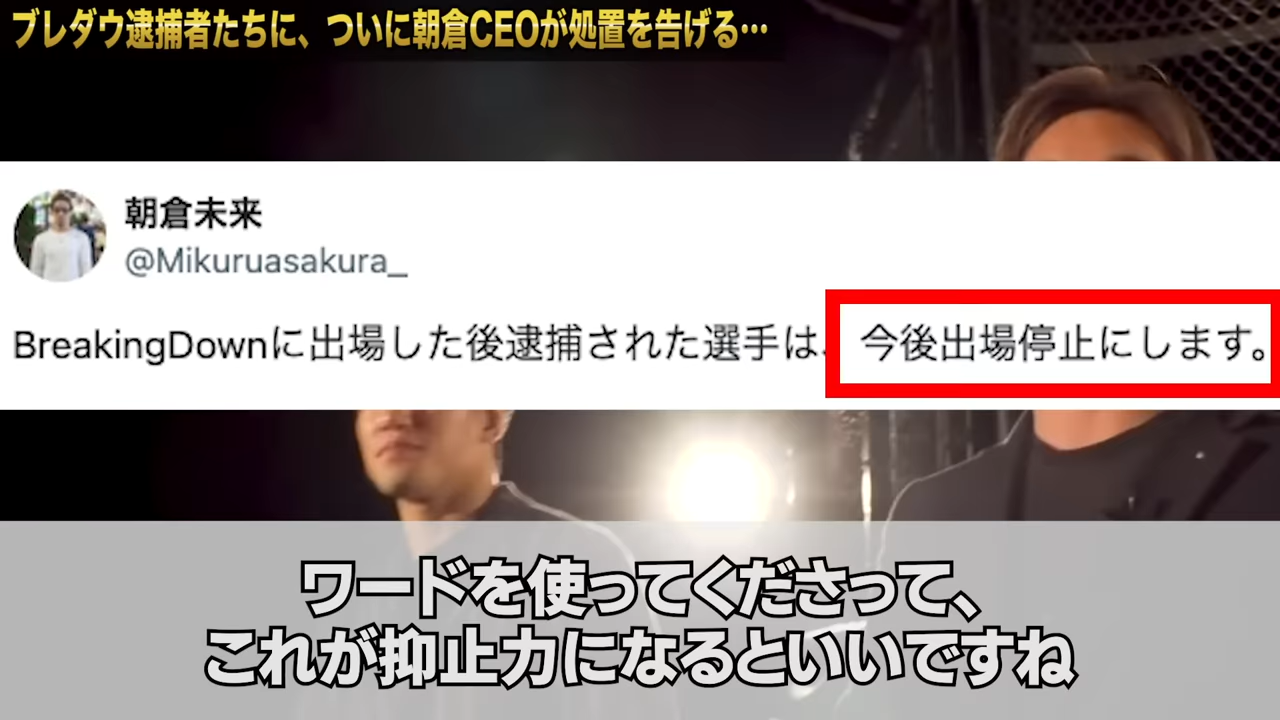 ブレダウ逮捕者たちに、ついに朝倉CEOが処置を告げる…
朝倉未来
@Mikuruasakura_
BreakingDownに出場した後逮捕された選手は、今後出場停止にします。
ワードを使ってくださって、
これが抑止力になるといいですね